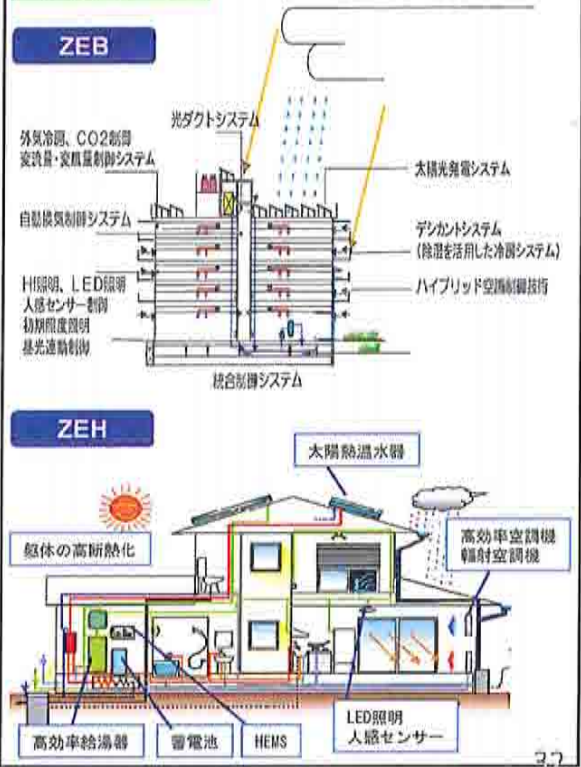 ZEB
光ダクトシステム
外気冷房、CO2制御
変流量・変風量制御システム
太陽光発電システム
自動換気制御システム
デシカントシステム
(除湿を活用した冷房システム)
Hf照明、LED照明
人感センサー制御
初期照度照明
昼光連動制御
ハイブリッド空調制御技術
統合制御システム
ZEH
太陽熱温水器
躯体の高断熱化
高効率空調機
輻射空調機
高効率給湯器
蓄電池
HEMS
LED照明
人感センサー